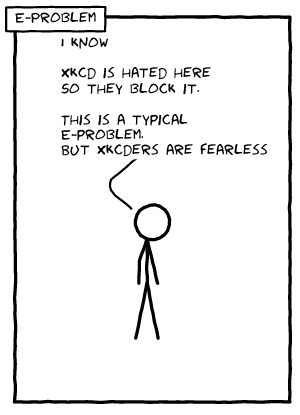 E-PROBLEM
I KNOW
XKCD IS HATED HERE
SO THEY BLOCK IT.
THIS IS A TYPICAL
E-PROBLEM.
BUT XKCDERS ARE FEARLESS